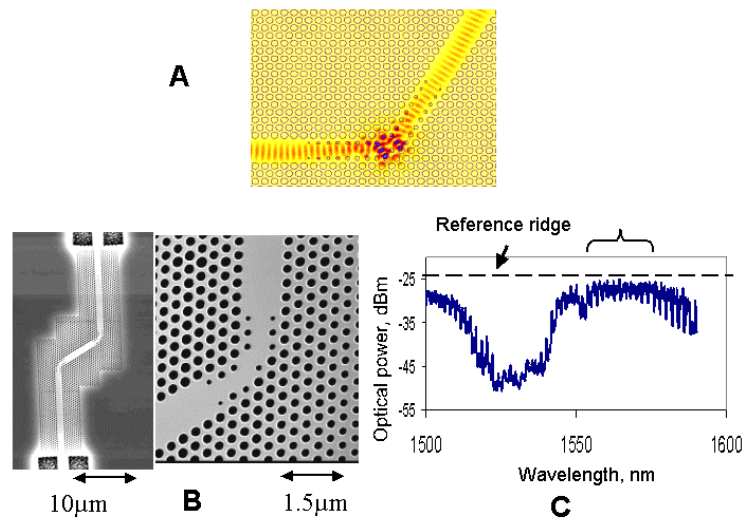 A
Reference ridge
Optical power, dBm
-25
-35
-45
-55
1500
1550
1600
Wavelength, nm
10μm
B
1.5μm
C